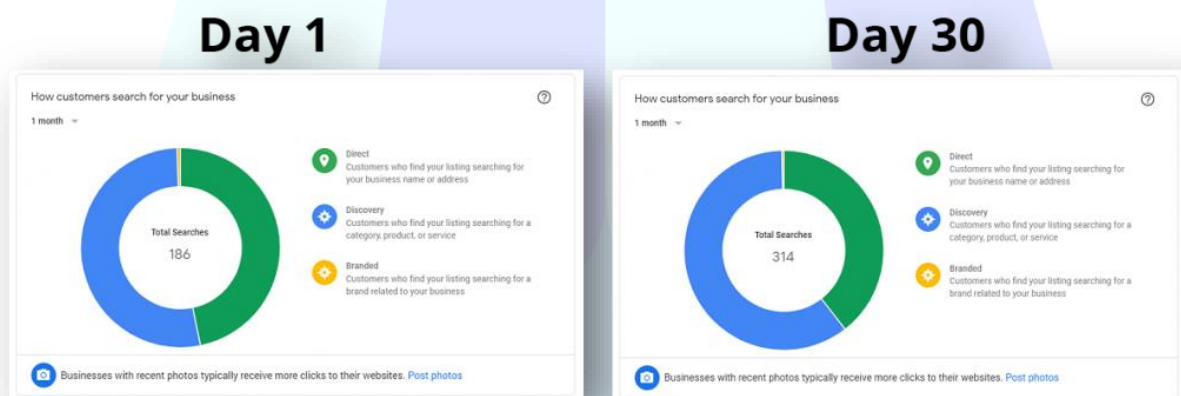 Day 1
How customers search for your business
1 month
Total Searches
186
Direct
Customers who find your listing searching for
your business name or address
Discovery
Customers who find your listing searching for a
category, product, or service
Branded
Customers who find your listing searching for a
brand related to your business
Businesses with recent photos typically receive more clicks to their websites. Post photos
Day 30
How customers search for your business
1 month
Total Searches
314
Direct
Customers who find your listing searching for
your business name or address
Discovery
Customers who find your listing searching for a
category, product, or service
Branded
Customers who find your listing searching for a
brand related to your business
Businesses with recent photos typically receive more clicks to their websites. Post photos